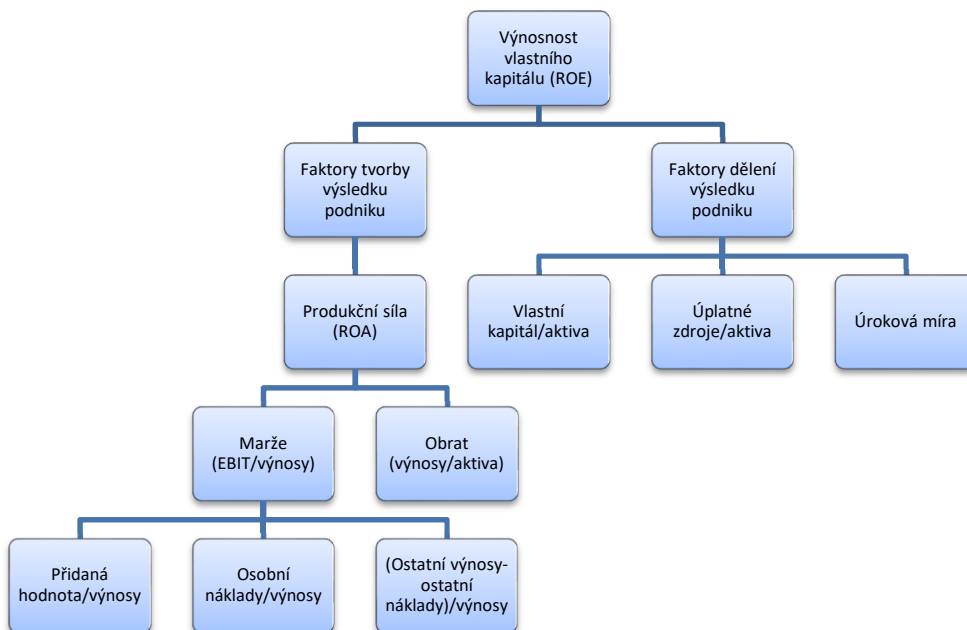 Výnosnost
vlastního
kapitálu (ROE)
Faktory tvorby
výsledku
podniku
Faktory dělení
výsledku
podniku
Produkční síla
(ROA)
Vlastní
kapitál/aktiva
Úplatné
zdroje/aktiva
Úroková míra
Marže
(EBIT/výnosy)
Obrat
(výnosy/aktiva)
Přidaná
hodnota/výnosy
Osobní
náklady/výnosy
(Ostatní výnosy-
ostatní
náklady)/výnosy